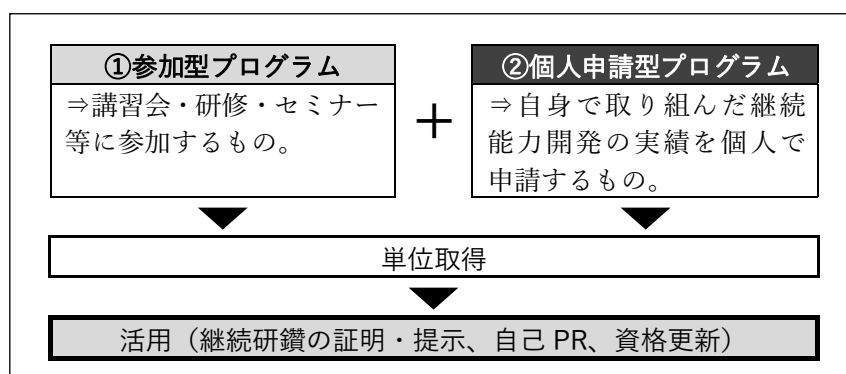 ①参加型プログラム
⇒講習会・研修・セミナー
等に参加するもの。
+
②個人申請型プログラム
⇒自身で取り組んだ継続
能力開発の実績を個人で
申請するもの。
単位取得
活用（継続研鑽の証明・提示、自己 PR、資格更新）